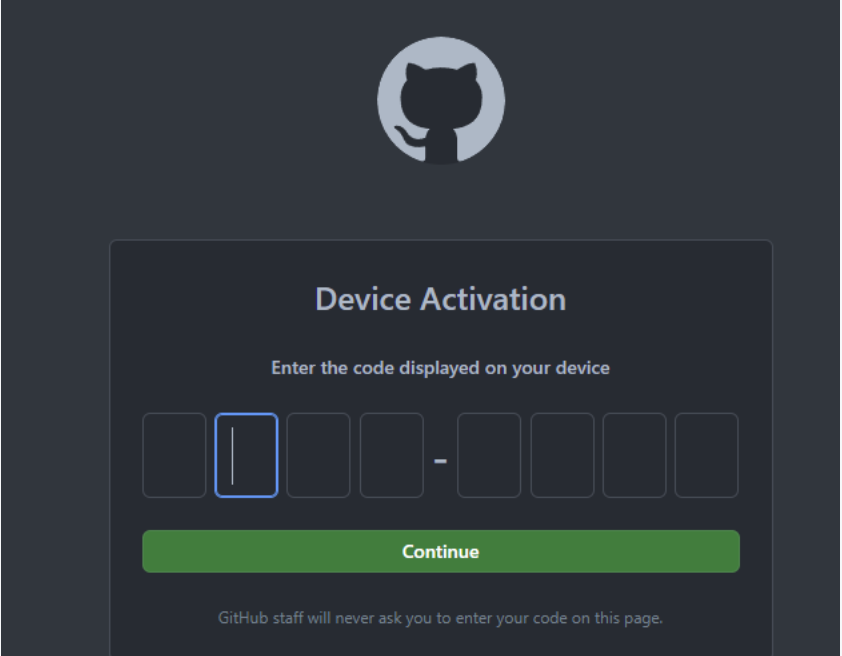 Device Activation
Enter the code displayed on your device
-
Continue
GitHub staff will never ask you to enter your code on this page.